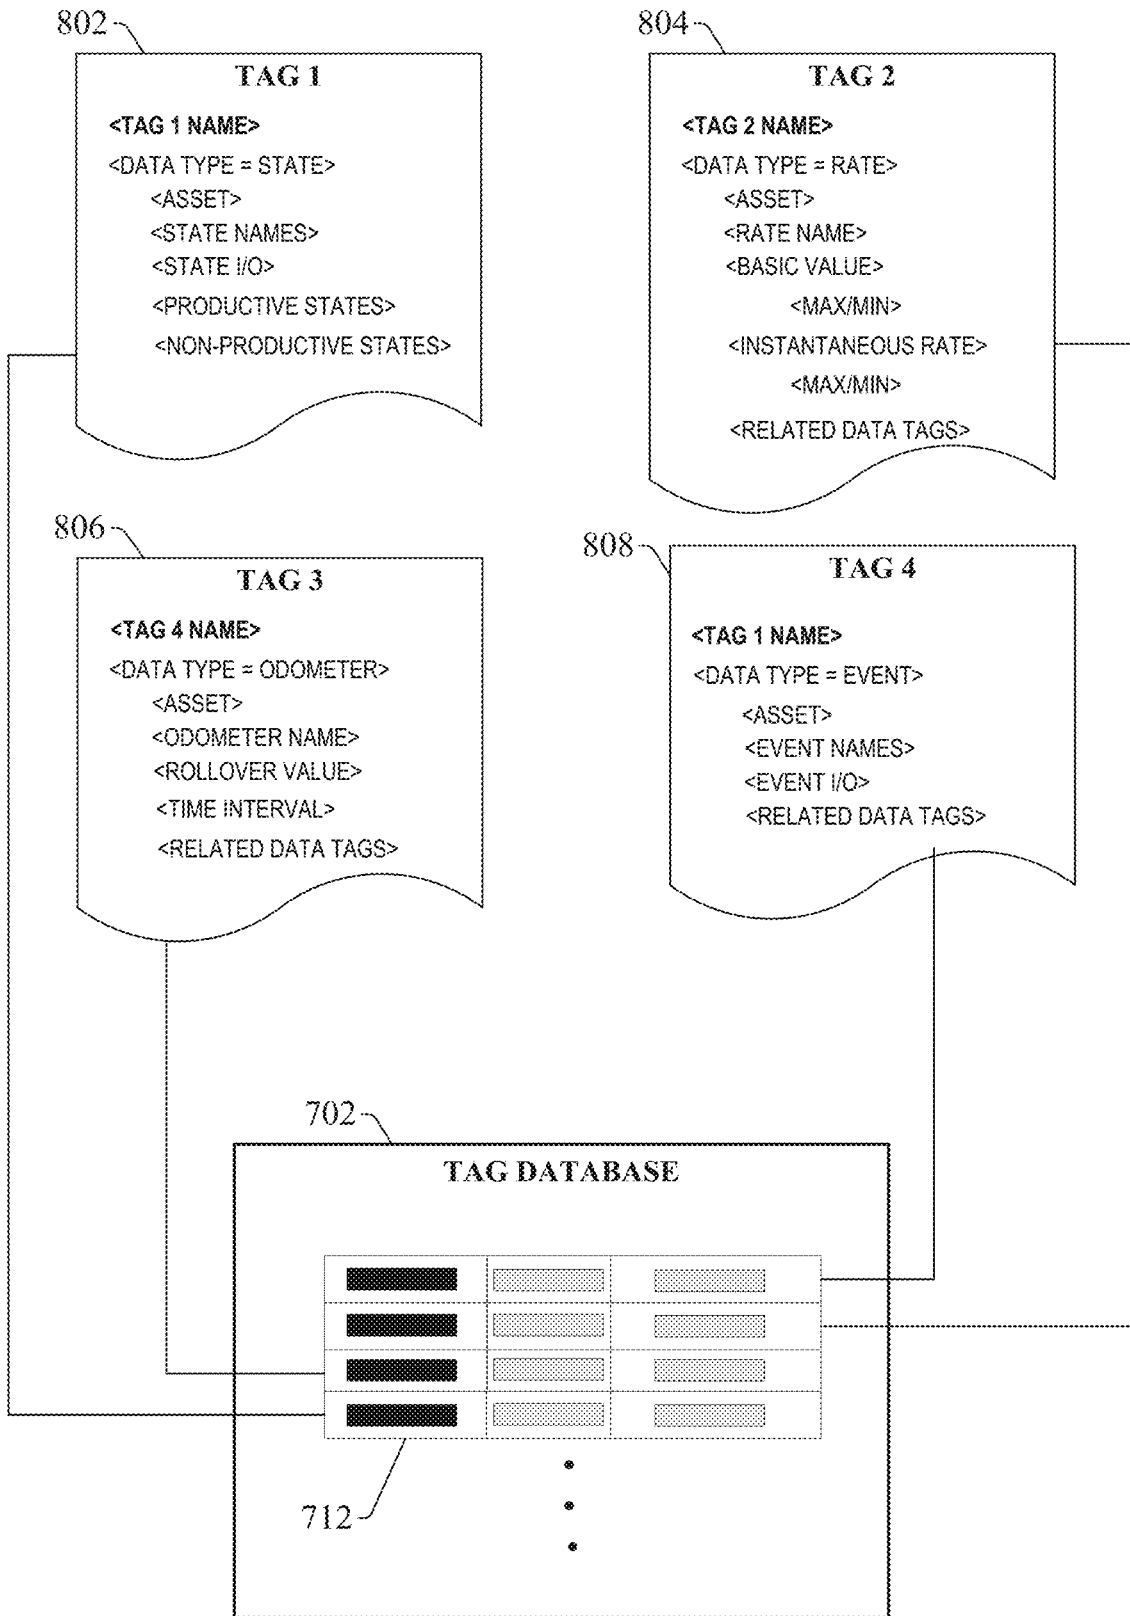 802
TAG 1
<TAG 1 NAME>
<DATA TYPE = STATE>
<ASSET>
<STATE NAMES>
<STATE I/O>
<PRODUCTIVE STATES>
<NON-PRODUCTIVE STATES>
804
TAG 2
<TAG 2 NAME>
<DATA TYPE = RATE>
<ASSET>
<RATE NAME>
<BASIC VALUE>
<MAX/MIN>
<INSTANTANEOUS RATE>
<MAX/MIN>
<RELATED DATA TAGS>
806
TAG 3
<TAG 4 NAME>
<DATA TYPE = ODOMETER>
<ASSET>
<ODOMETER NAME>
<ROLLOVER VALUE>
<TIME INTERVAL>
<RELATED DATA TAGS>
808
TAG 4
<TAG 1 NAME>
<DATA TYPE = EVENT>
<ASSET>
<EVENT NAMES>
<EVENT I/O>
<RELATED DATA TAGS>
702
TAG DATABASE
712